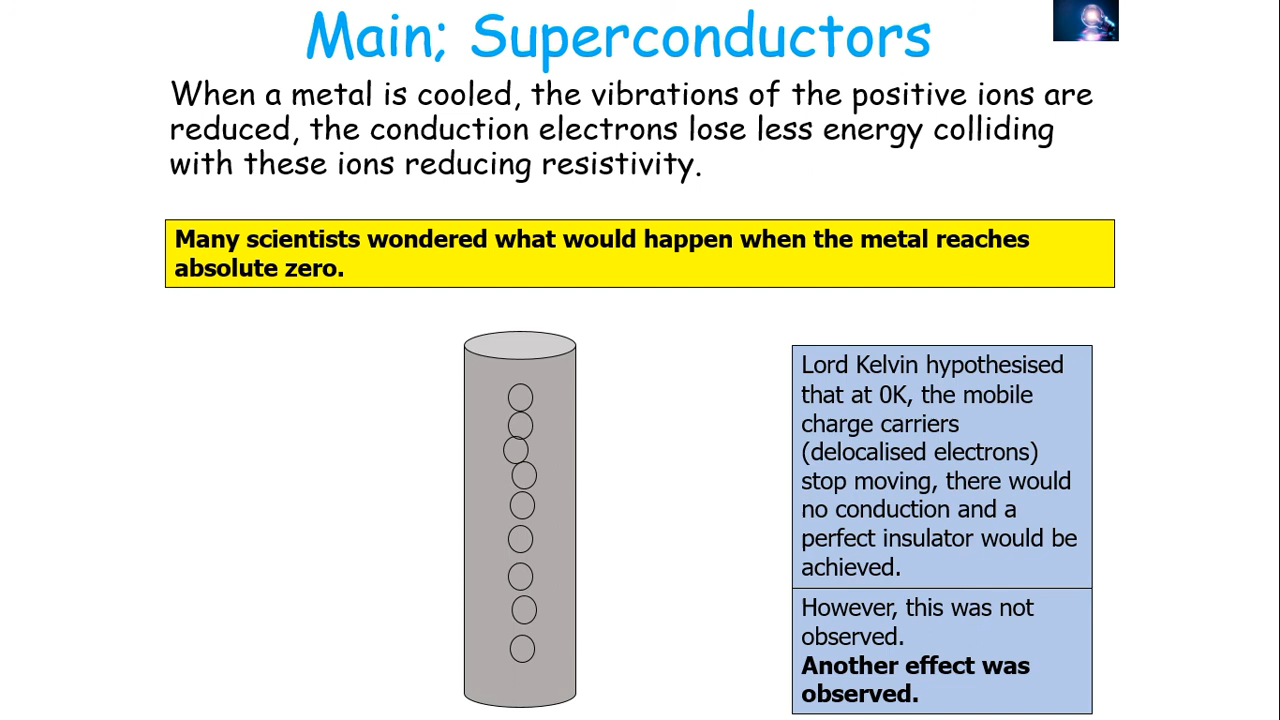 Main; Superconductors
When a metal is cooled, the vibrations of the positive ions are
reduced, the conduction electrons lose less energy colliding
with these ions reducing resistivity.
Many scientists wondered what would happen when the metal reaches
absolute zero.
Lord Kelvin hypothesised
that at 0K, the mobile
charge carriers
(delocalised electrons)
stop moving, there would
no conduction and a
perfect insulator would be
achieved.
However, this was not
observed.
Another effect was
observed.